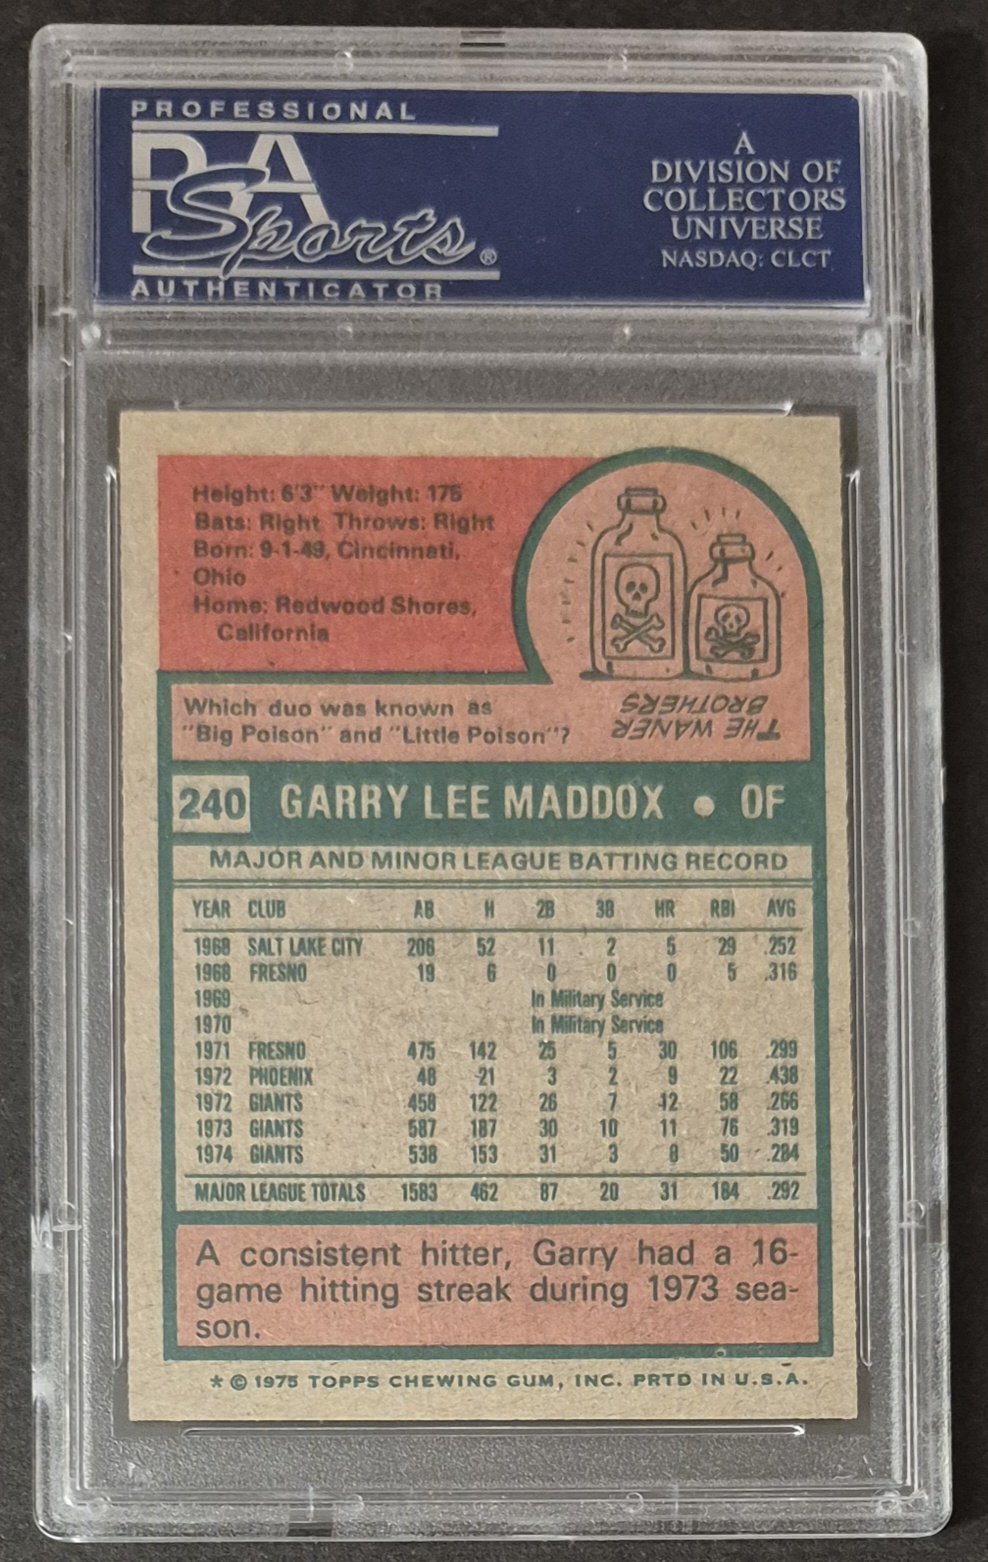 PROFESSIONAL
PSA
Sports®
AUTHENTICATOR
A
DIVISION OF
COLLECTORS
UNIVERSE
NASDAQ: CLCT
Height: 6'3" Weight: 175
Bats: Right Throws: Right
Born: 9-1-49, Cincinnati,
Ohio
Home: Redwood Shores,
California
Which duo was known as
"Big Poison" and "Little Poison"?
THE WANER
BROTHERS
240 GARRY LEE MADDOX • OF
MAJOR AND MINOR LEAGUE BATTING RECORD
YEAR CLUB AB H 2B 3B HR RBI AVG
1968 SALT LAKE CITY 206 52 11 2 5 29 .252
1968 FRESNO 19 6 0 0 0 5 .316
1969 In Military Service
1970 In Military Service
1971 FRESNO 475 142 25 5 30 106 .299
1972 PHOENIX 48 21 3 2 9 22 .438
1972 GIANTS 458 122 26 7 12 58 .266
1973 GIANTS 587 187 30 10 11 76 .319
1974 GIANTS 538 153 31 3 8 50 .284
MAJOR LEAGUE TOTALS 1583 462 87 20 31 184 .292
A consistent hitter, Garry had a 16-
game hitting streak during 1973 sea-
son.
* © 1975 TOPPS CHEWING GUM, INC. PRTD IN U.S.A.